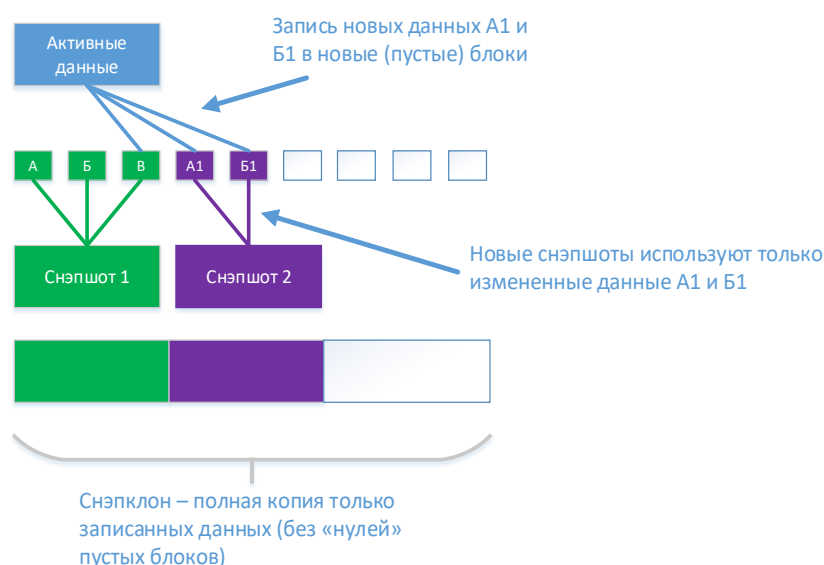 Запись новых данных А1 и
Б1 в новые (пустые) блоки
Активные
данные
А Б В А1 Б1
Новые снэпшоты используют только
измененные данные А1 и Б1
Снэпшот 1 Снэпшот 2
Снэпклон – полная копия только
записанных данных (без «нулей»
пустых блоков)